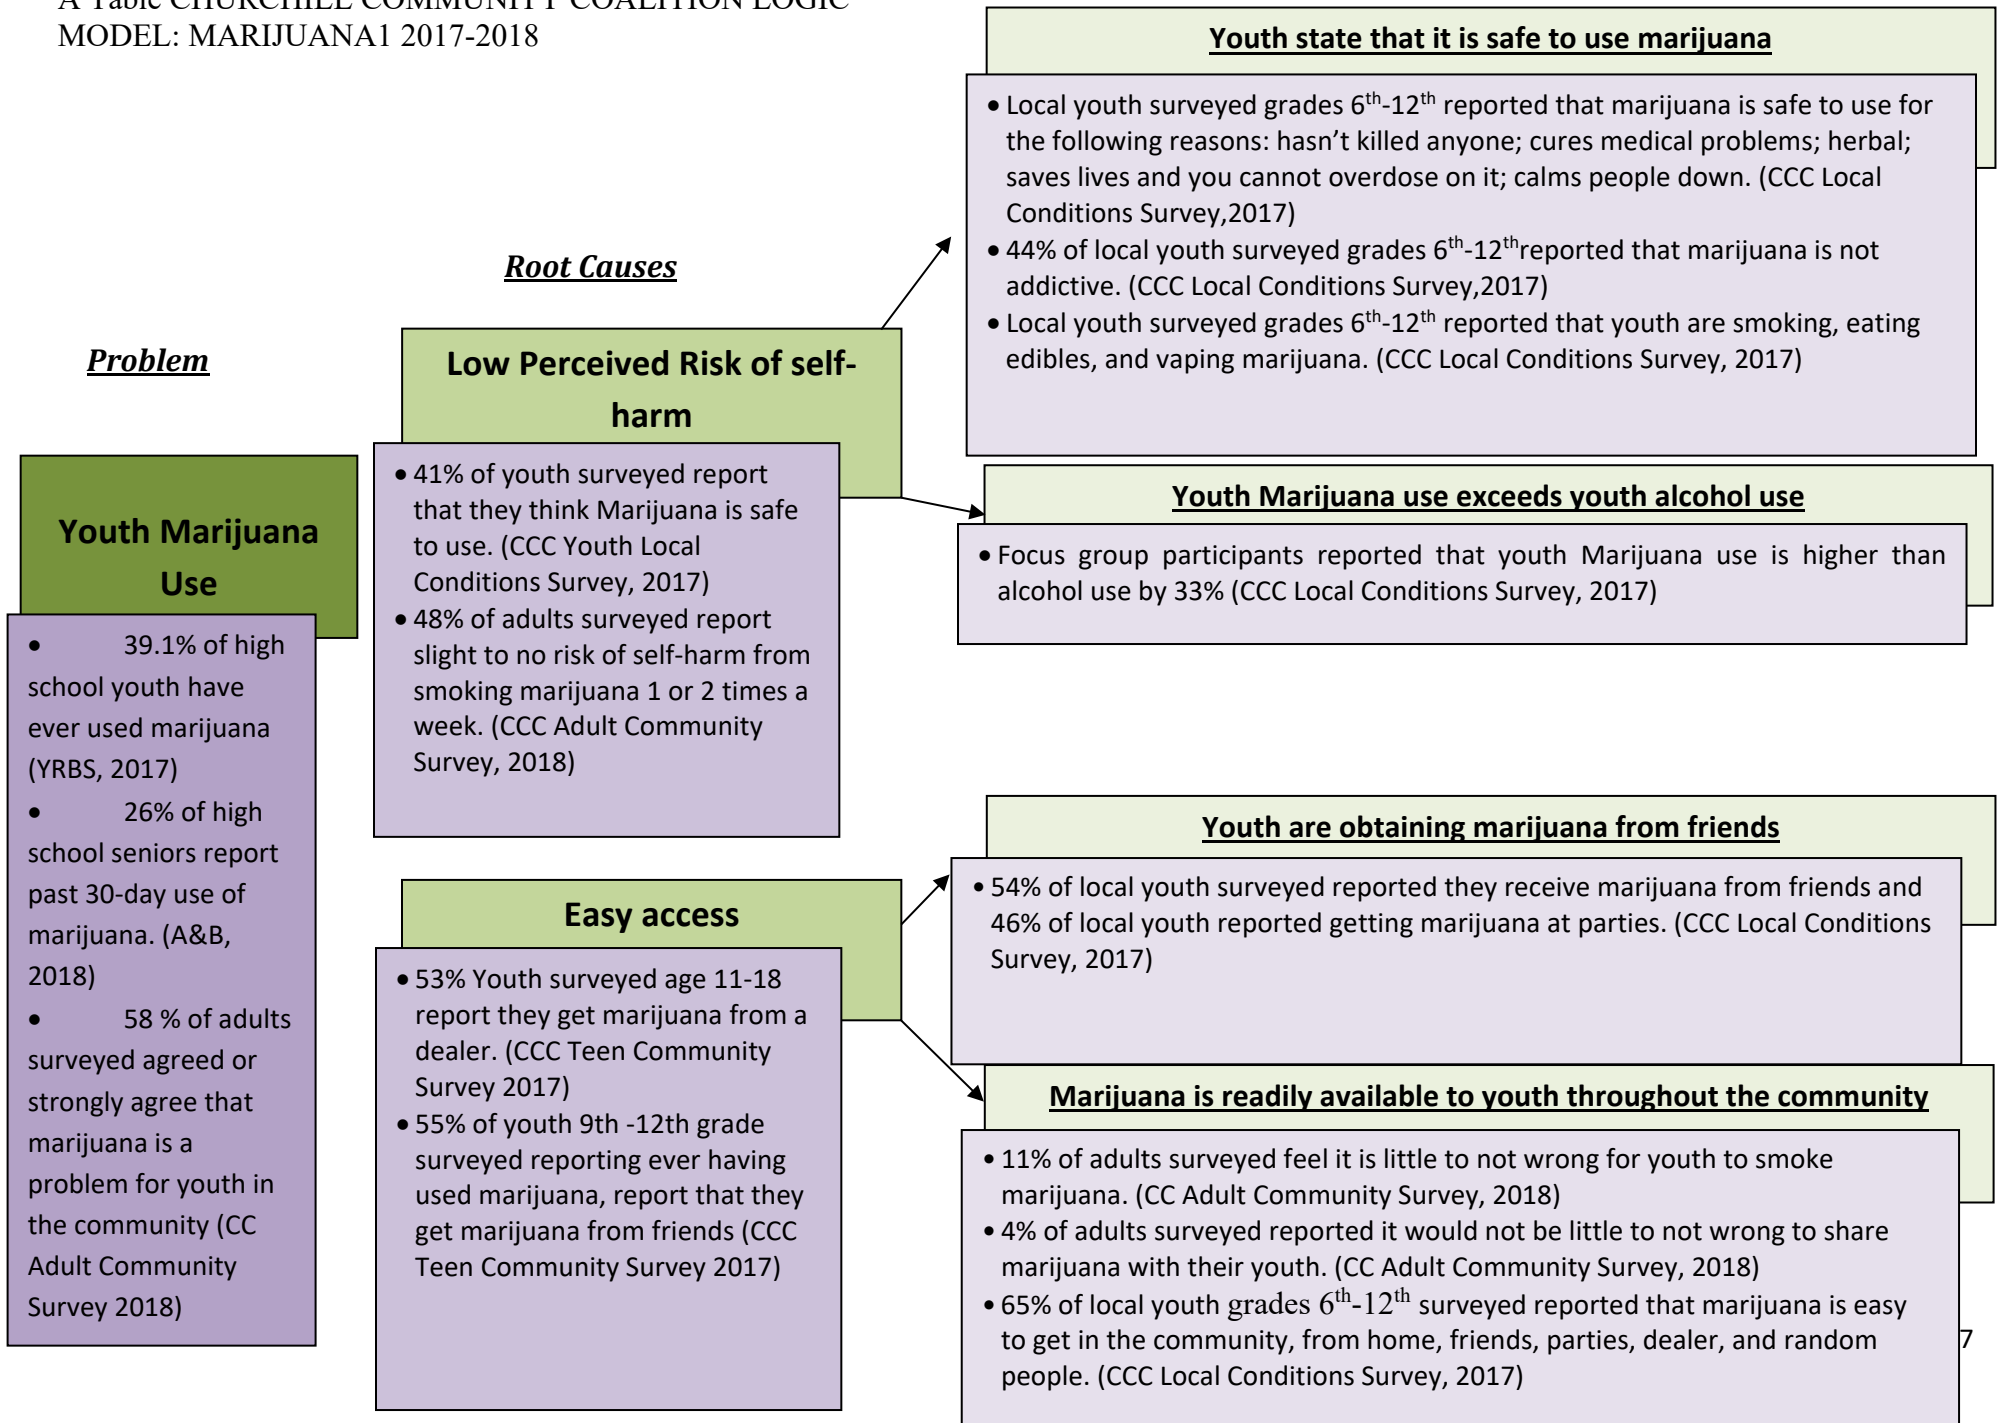 A Table CHURCHILL COMMUNITY COALITION LOGIC
MODEL: MARIJUANA1 2017-2018
Problem
Youth Marijuana
Use
• 39.1% of high
school youth have
ever used marijuana
(YRBS, 2017)
• 26% of high
school seniors report
past 30-day use of
marijuana. (A&B,
2018)
• 58 % of adults
surveyed agreed or
strongly agree that
marijuana is a
problem for youth in
the community (CC
Adult Community
Survey 2018)
Root Causes
Low Perceived Risk of self-
harm
• 41% of youth surveyed report
that they think Marijuana is safe
to use. (CCC Youth Local
Conditions Survey, 2017)
• 48% of adults surveyed report
slight to no risk of self-harm from
smoking marijuana 1 or 2 times a
week. (CCC Adult Community
Survey, 2018)
Easy access
• 53% Youth surveyed age 11-18
report they get marijuana from a
dealer. (CCC Teen Community
Survey 2017)
• 55% of youth 9th -12th grade
surveyed reporting ever having
used marijuana, report that they
get marijuana from friends (CCC
Teen Community Survey 2017)
Youth state that it is safe to use marijuana
• Local youth surveyed grades 6th-12th reported that marijuana is safe to use for
the following reasons: hasn’t killed anyone; cures medical problems; herbal;
saves lives and you cannot overdose on it; calms people down. (CCC Local
Conditions Survey,2017)
• 44% of local youth surveyed grades 6th-12threported that marijuana is not
addictive. (CCC Local Conditions Survey,2017)
• Local youth surveyed grades 6th-12th reported that youth are smoking, eating
edibles, and vaping marijuana. (CCC Local Conditions Survey, 2017)
Youth Marijuana use exceeds youth alcohol use
• Focus group participants reported that youth Marijuana use is higher than
alcohol use by 33% (CCC Local Conditions Survey, 2017)
Youth are obtaining marijuana from friends
• 54% of local youth surveyed reported they receive marijuana from friends and
46% of local youth reported getting marijuana at parties. (CCC Local Conditions
Survey, 2017)
Marijuana is readily available to youth throughout the community
• 11% of adults surveyed feel it is little to not wrong for youth to smoke
marijuana. (CC Adult Community Survey, 2018)
• 4% of adults surveyed reported it would not be little to not wrong to share
marijuana with their youth. (CC Adult Community Survey, 2018)
• 65% of local youth grades 6th-12th surveyed reported that marijuana is easy
to get in the community, from home, friends, parties, dealer, and random
people. (CCC Local Conditions Survey, 2017)
7